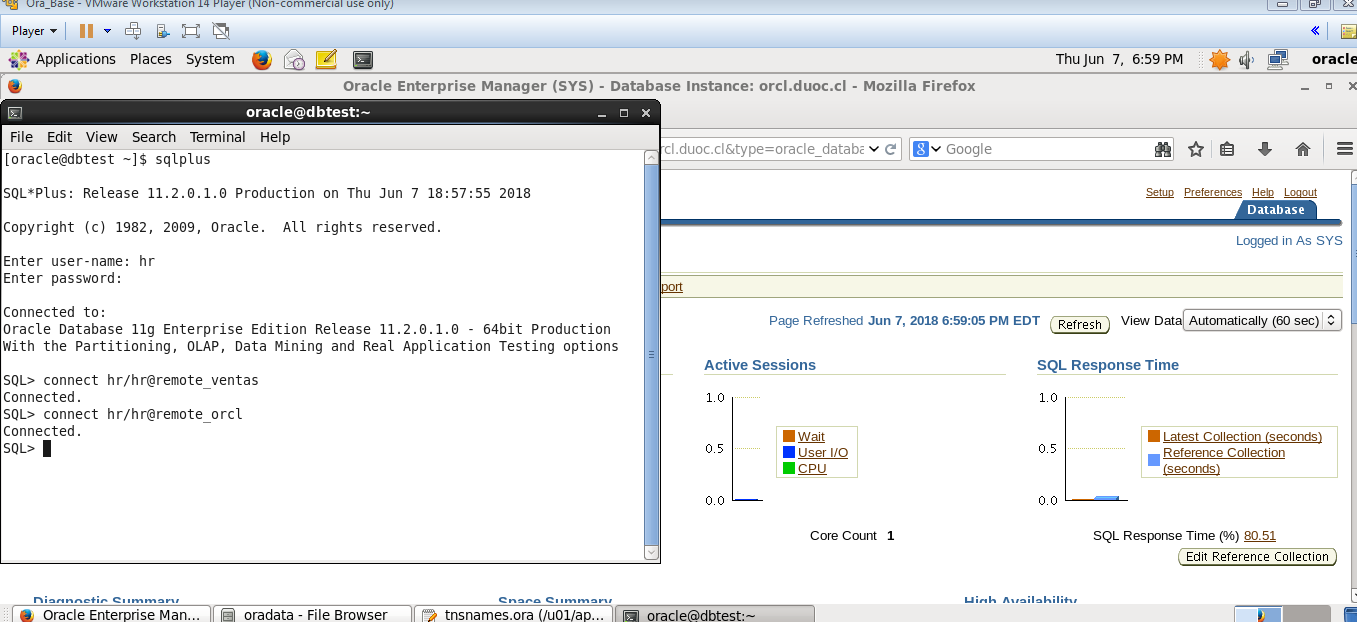 Ora_Base - VMware Workstation 14 Player (Non-commercial use only)
Player
Applications Places System
Thu Jun 7, 6:59 PM
oracle
Oracle Enterprise Manager (SYS) - Database Instance: orcl.duoc.cl - Mozilla Firefox
oracle@dbtest:~
File Edit View Search Terminal Help
rcl.duoc.cl&type=oracle_databa
Google
[oracle@dbtest ~]$ sqlplus
SQL*Plus: Release 11.2.0.1.0 Production on Thu Jun 7 18:57:55 2018
Copyright (c) 1982, 2009, Oracle.  All rights reserved.
Enter user-name: hr
Enter password:
Connected to:
Oracle Database 11g Enterprise Edition Release 11.2.0.1.0 - 64bit Production
With the Partitioning, OLAP, Data Mining and Real Application Testing options
SQL> connect hr/hr@remote_ventas
Connected.
SQL> connect hr/hr@remote_orcl
Connected.
SQL>
Setup Preferences Help Logout
Database
Logged in As SYS
port
Page Refreshed Jun 7, 2018 6:59:05 PM EDT
Refresh
View Data
Automatically (60 sec)
Active Sessions
1.0
0.5
0.0
Wait
User I/O
CPU
Core Count 1
SQL Response Time
1.0
0.5
0.0
Latest Collection (seconds)
Reference Collection
(seconds)
SQL Response Time (%) 80.51
Edit Reference Collection
Diagnostic Summary
Space Summary
High Availability
Oracle Enterprise Man...
oradata - File Browser
tnsnames.ora (/u01/ap...
oracle@dbtest:~